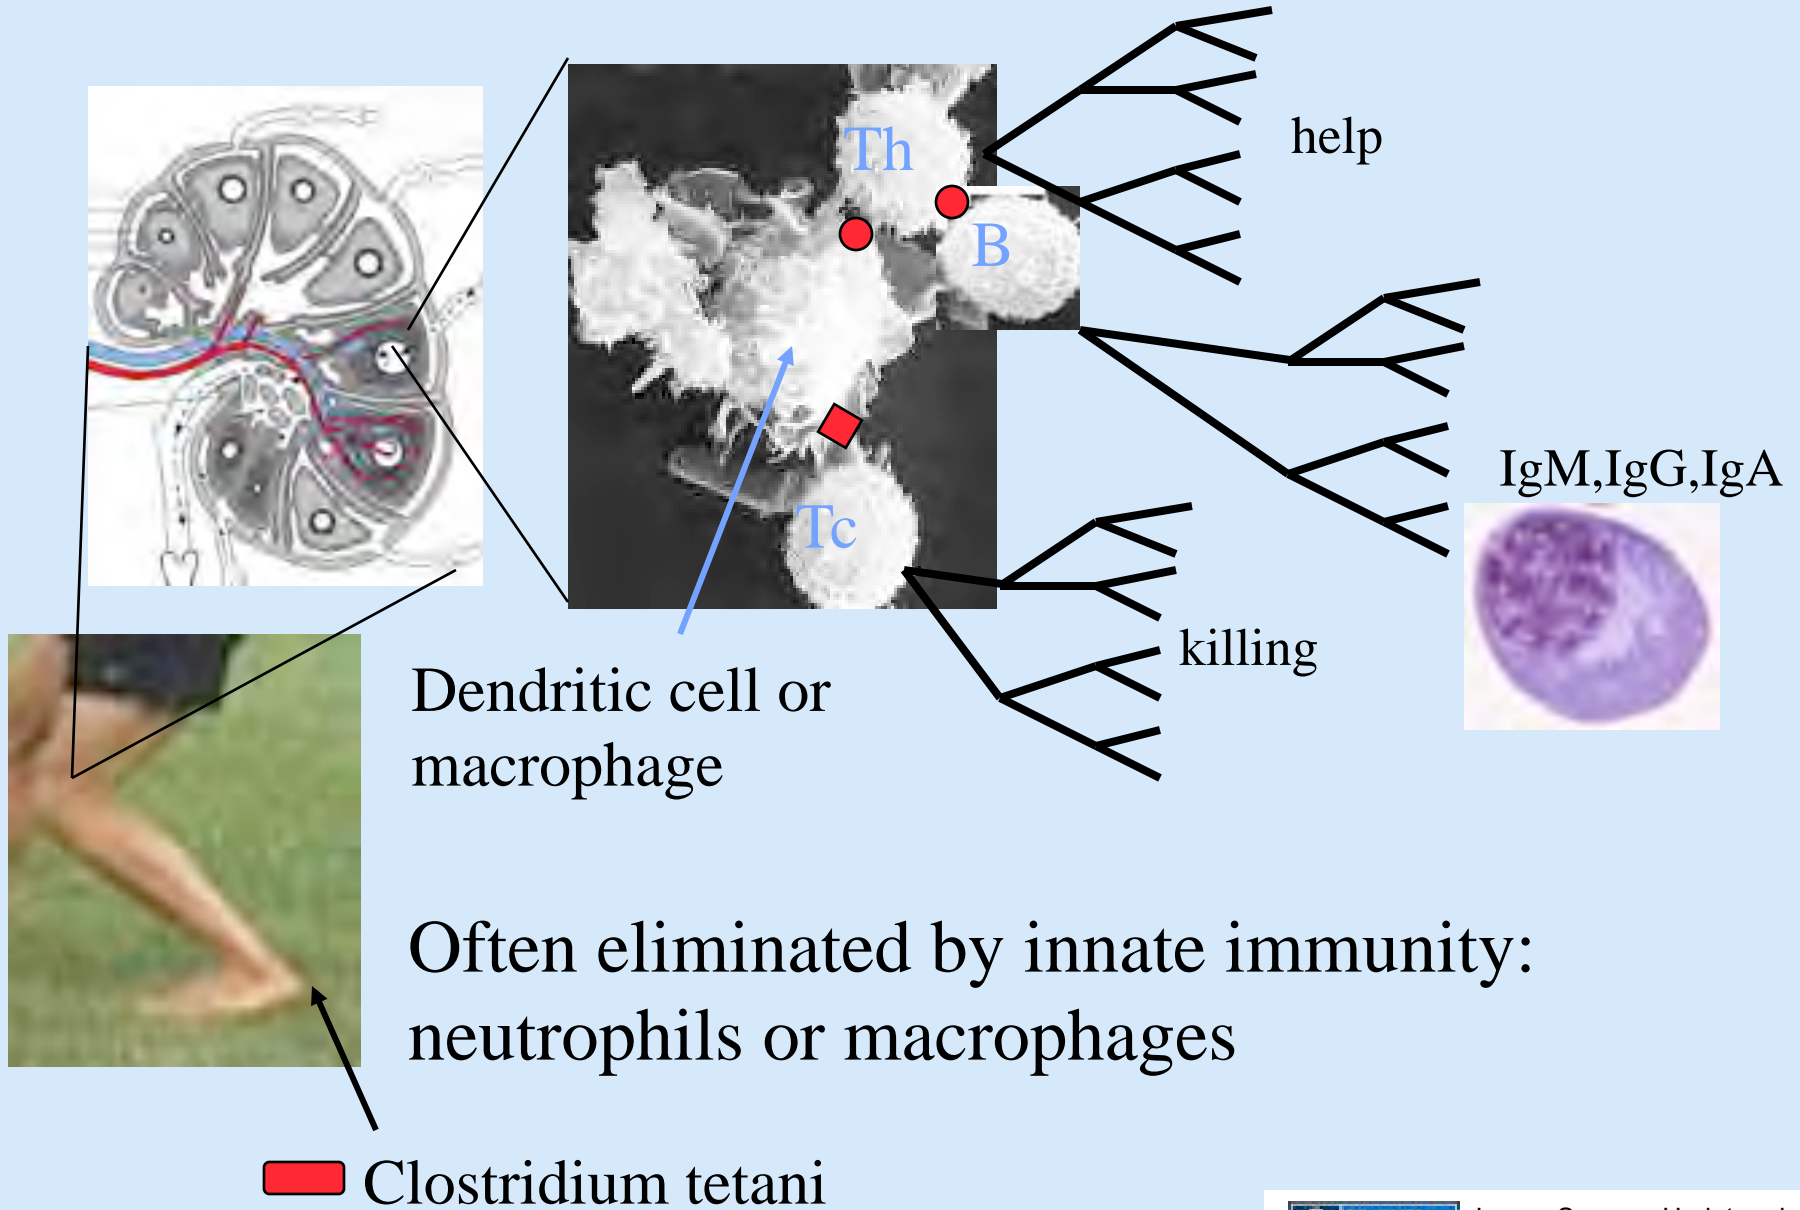 Th
help
B
IgM,IgG,IgA
Tc
killing
Dendritic cell or
macrophage
Often eliminated by innate immunity:
neutrophils or macrophages
Clostridium tetani